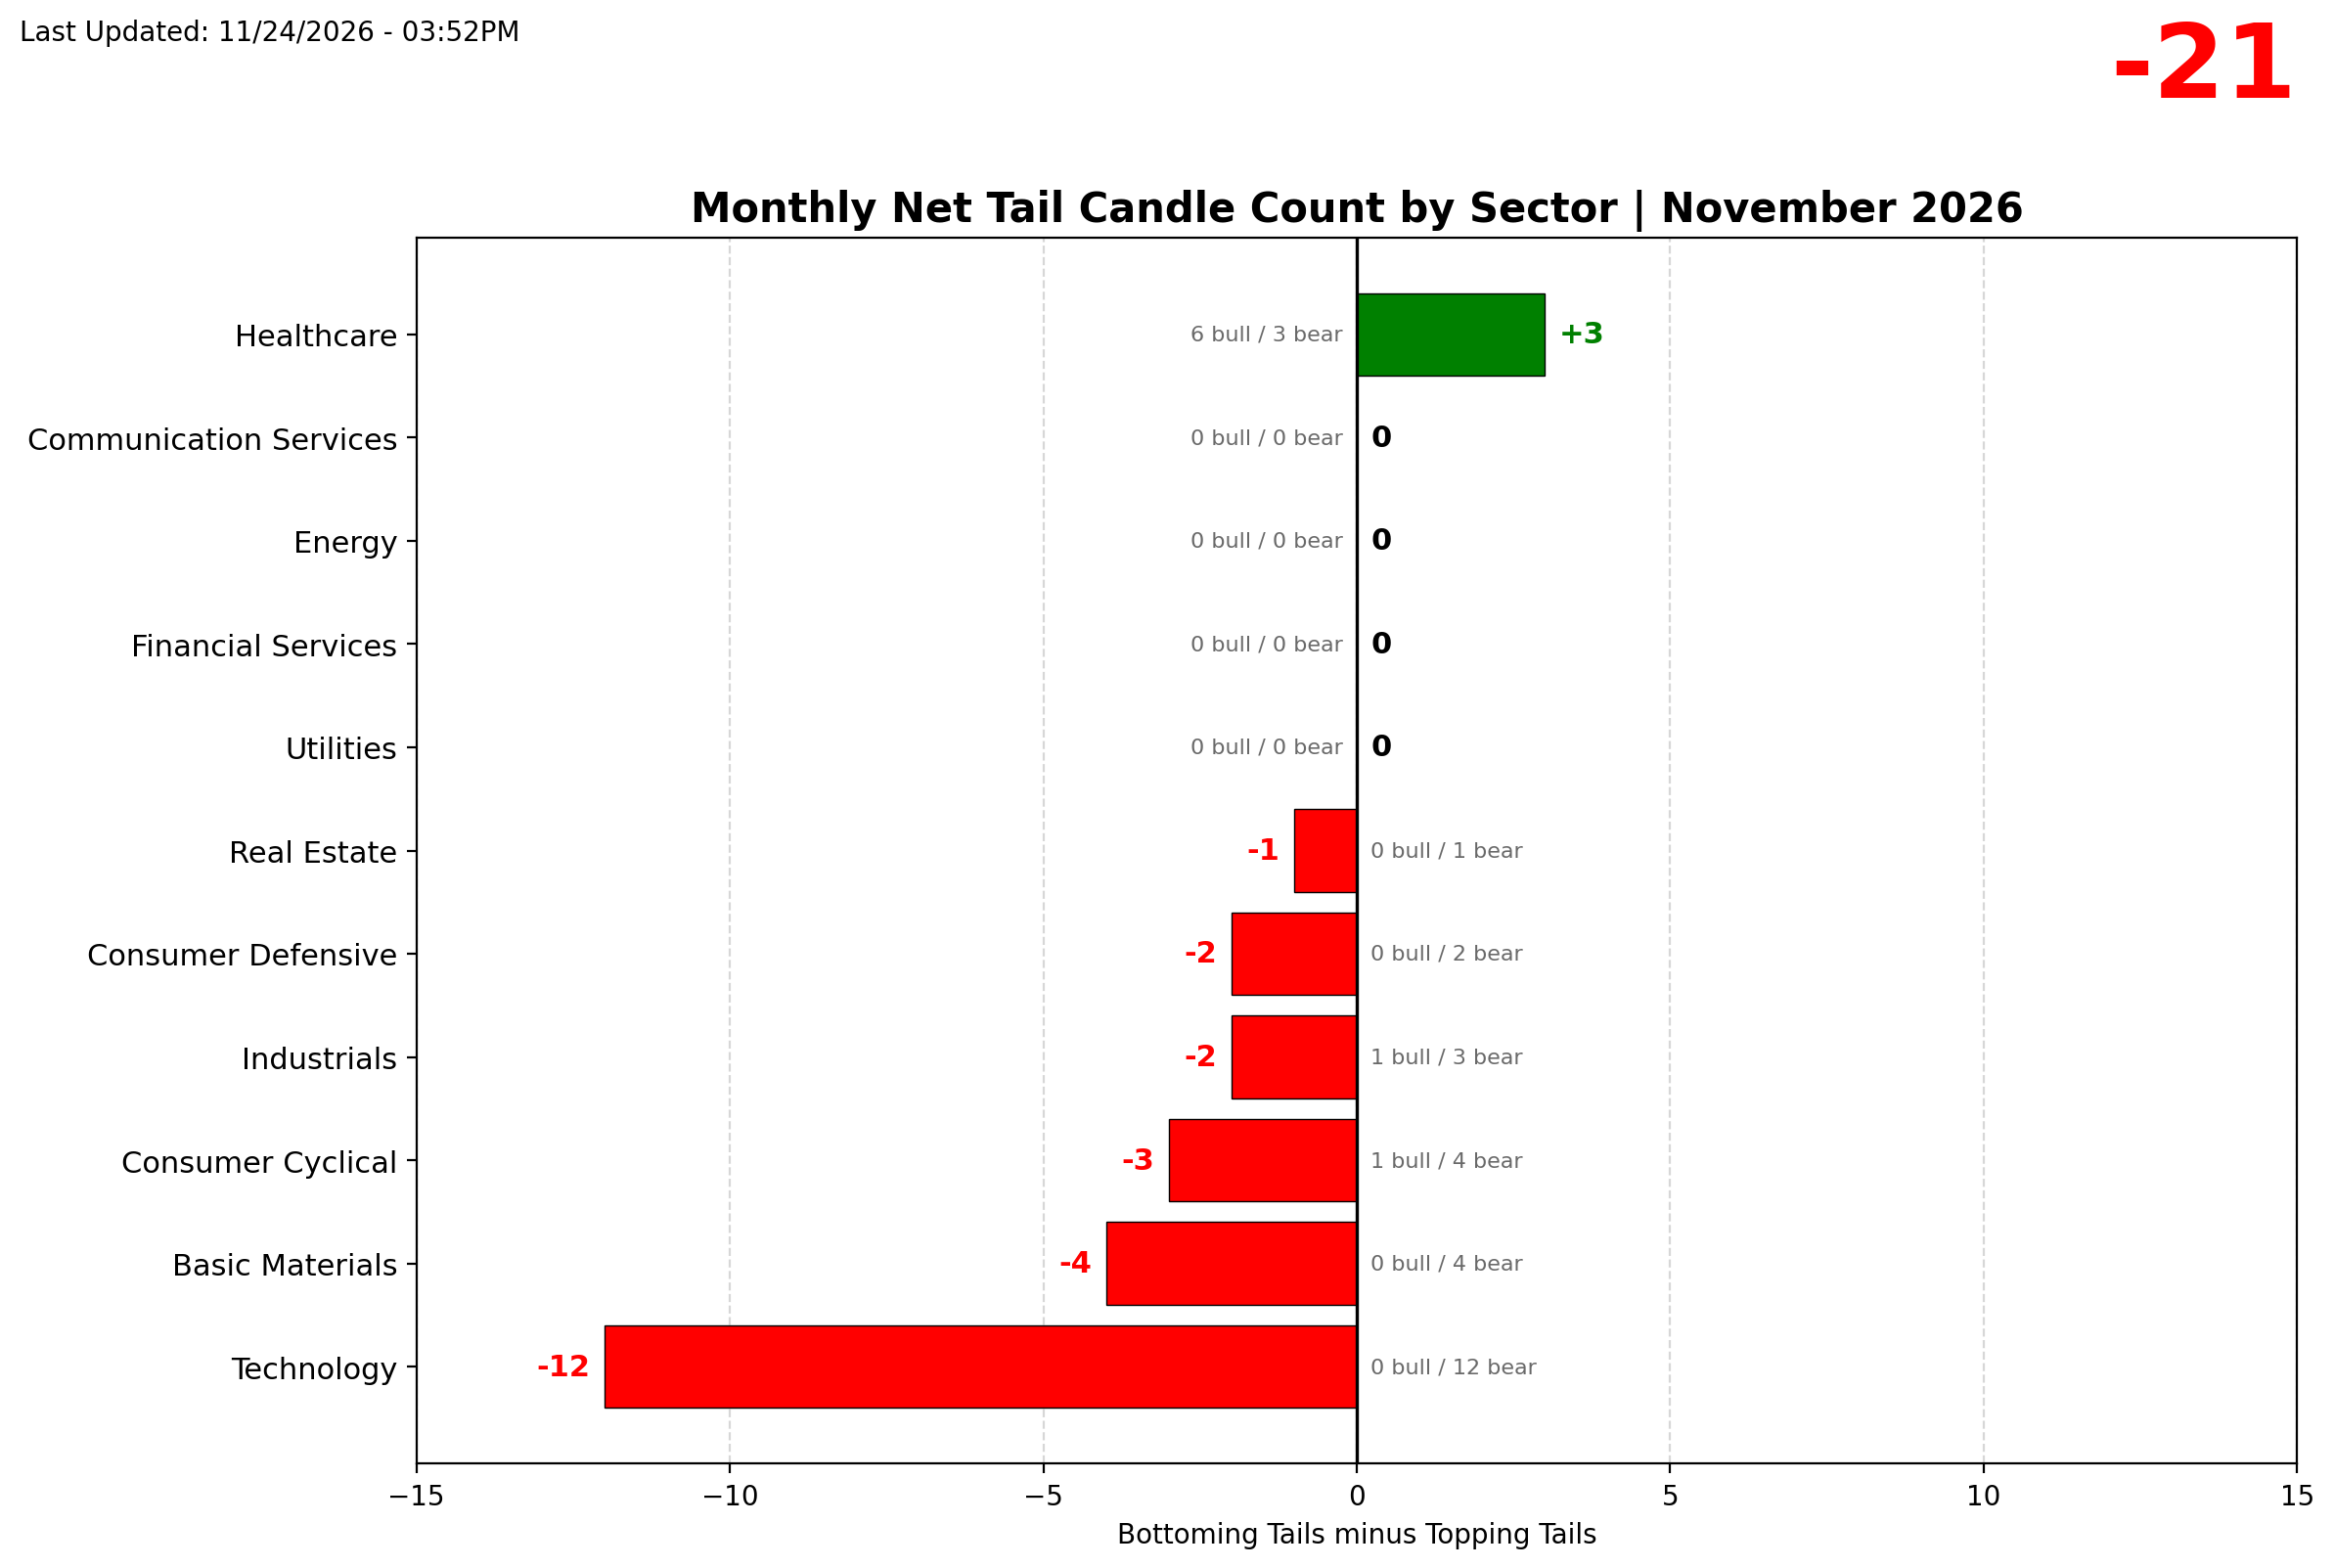 Last Updated: 11/24/2026 - 03:52PM
-21
Monthly Net Tail Candle Count by Sector | November 2026
Healthcare 6 bull / 3 bear +3
Communication Services 0 bull / 0 bear 0
Energy 0 bull / 0 bear 0
Financial Services 0 bull / 0 bear 0
Utilities 0 bull / 0 bear 0
Real Estate -1 0 bull / 1 bear
Consumer Defensive -2 0 bull / 2 bear
Industrials -2 1 bull / 3 bear
Consumer Cyclical -3 1 bull / 4 bear
Basic Materials -4 0 bull / 4 bear
Technology -12 0 bull / 12 bear
−15 −10 −5 0 5 10 15
Bottoming Tails minus Topping Tails